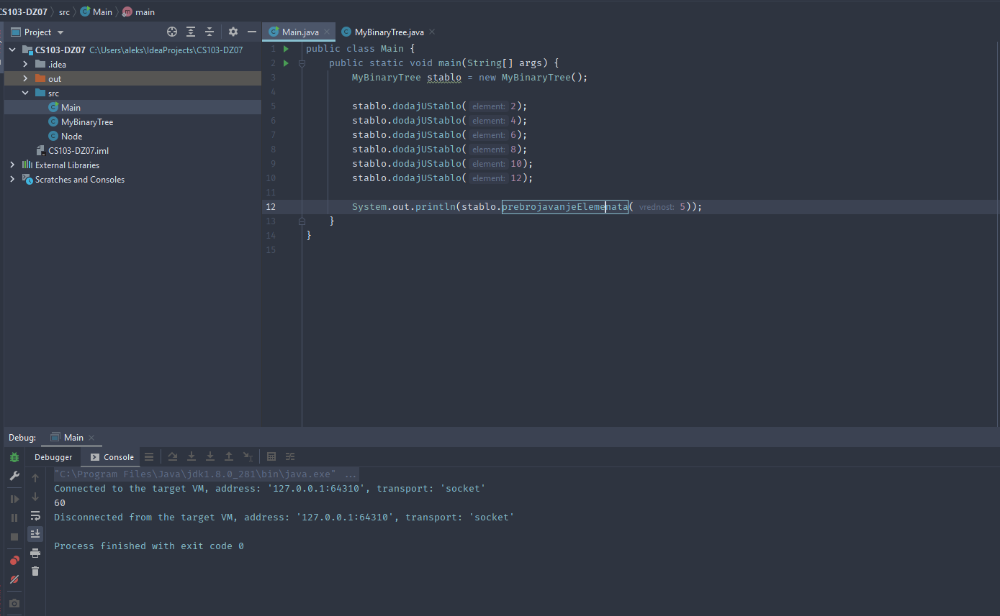 CS103-DZ07 src Main main
Project
Main.java
MyBinaryTree.java
CS103-DZ07 C:\Users\aleks\IdeaProjects\CS103-DZ07
.idea
out
src
Main
MyBinaryTree
Node
CS103-DZ07.iml
External Libraries
Scratches and Consoles
1 public class Main {
2 public static void main(String[] args) {
3 MyBinaryTree stablo = new MyBinaryTree();
4
5 stablo.dodajUStablo( element: 2);
6 stablo.dodajUStablo( element: 4);
7 stablo.dodajUStablo( element: 6);
8 stablo.dodajUStablo( element: 8);
9 stablo.dodajUStablo( element: 10);
10 stablo.dodajUStablo( element: 12);
11
12 System.out.println(stablo.prebrojavanjeElemenata( vrednost: 5));
13 }
14 }
15
Debug: Main
Debugger Console
"C:\Program Files\Java\jdk1.8.0_281\bin\java.exe" ...
Connected to the target VM, address: '127.0.0.1:64310', transport: 'socket'
60
Disconnected from the target VM, address: '127.0.0.1:64310', transport: 'socket'
Process finished with exit code 0